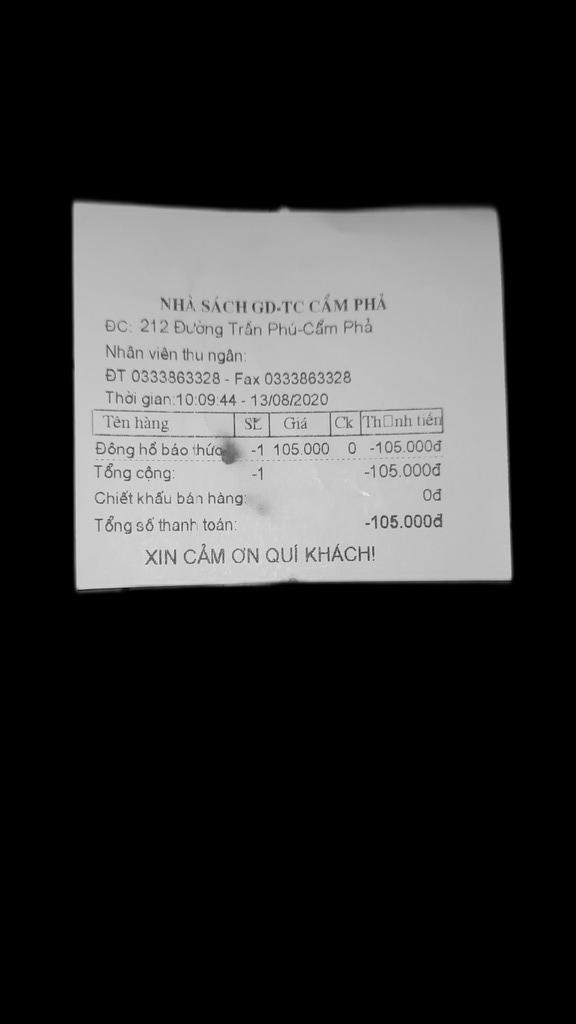 NHÀ SÁCH GD-TC CẨM PHẢ
ĐC: 212 Đường Trần Phú-Cẩm Phả
Nhân viên thu ngân:
ĐT 0333863328 - Fax 0333863328
Thời gian:10:09:44 - 13/08/2020
Tên hàng SL Giá Ck Th□nh tiền
Đồng hồ báo thức -1 105.000 0 -105.000đ
Tổng cộng: -1 -105.000đ
Chiết khấu bán hàng: 0đ
Tổng số thanh toán: -105.000đ
XIN CẢM ƠN QUÍ KHÁCH!